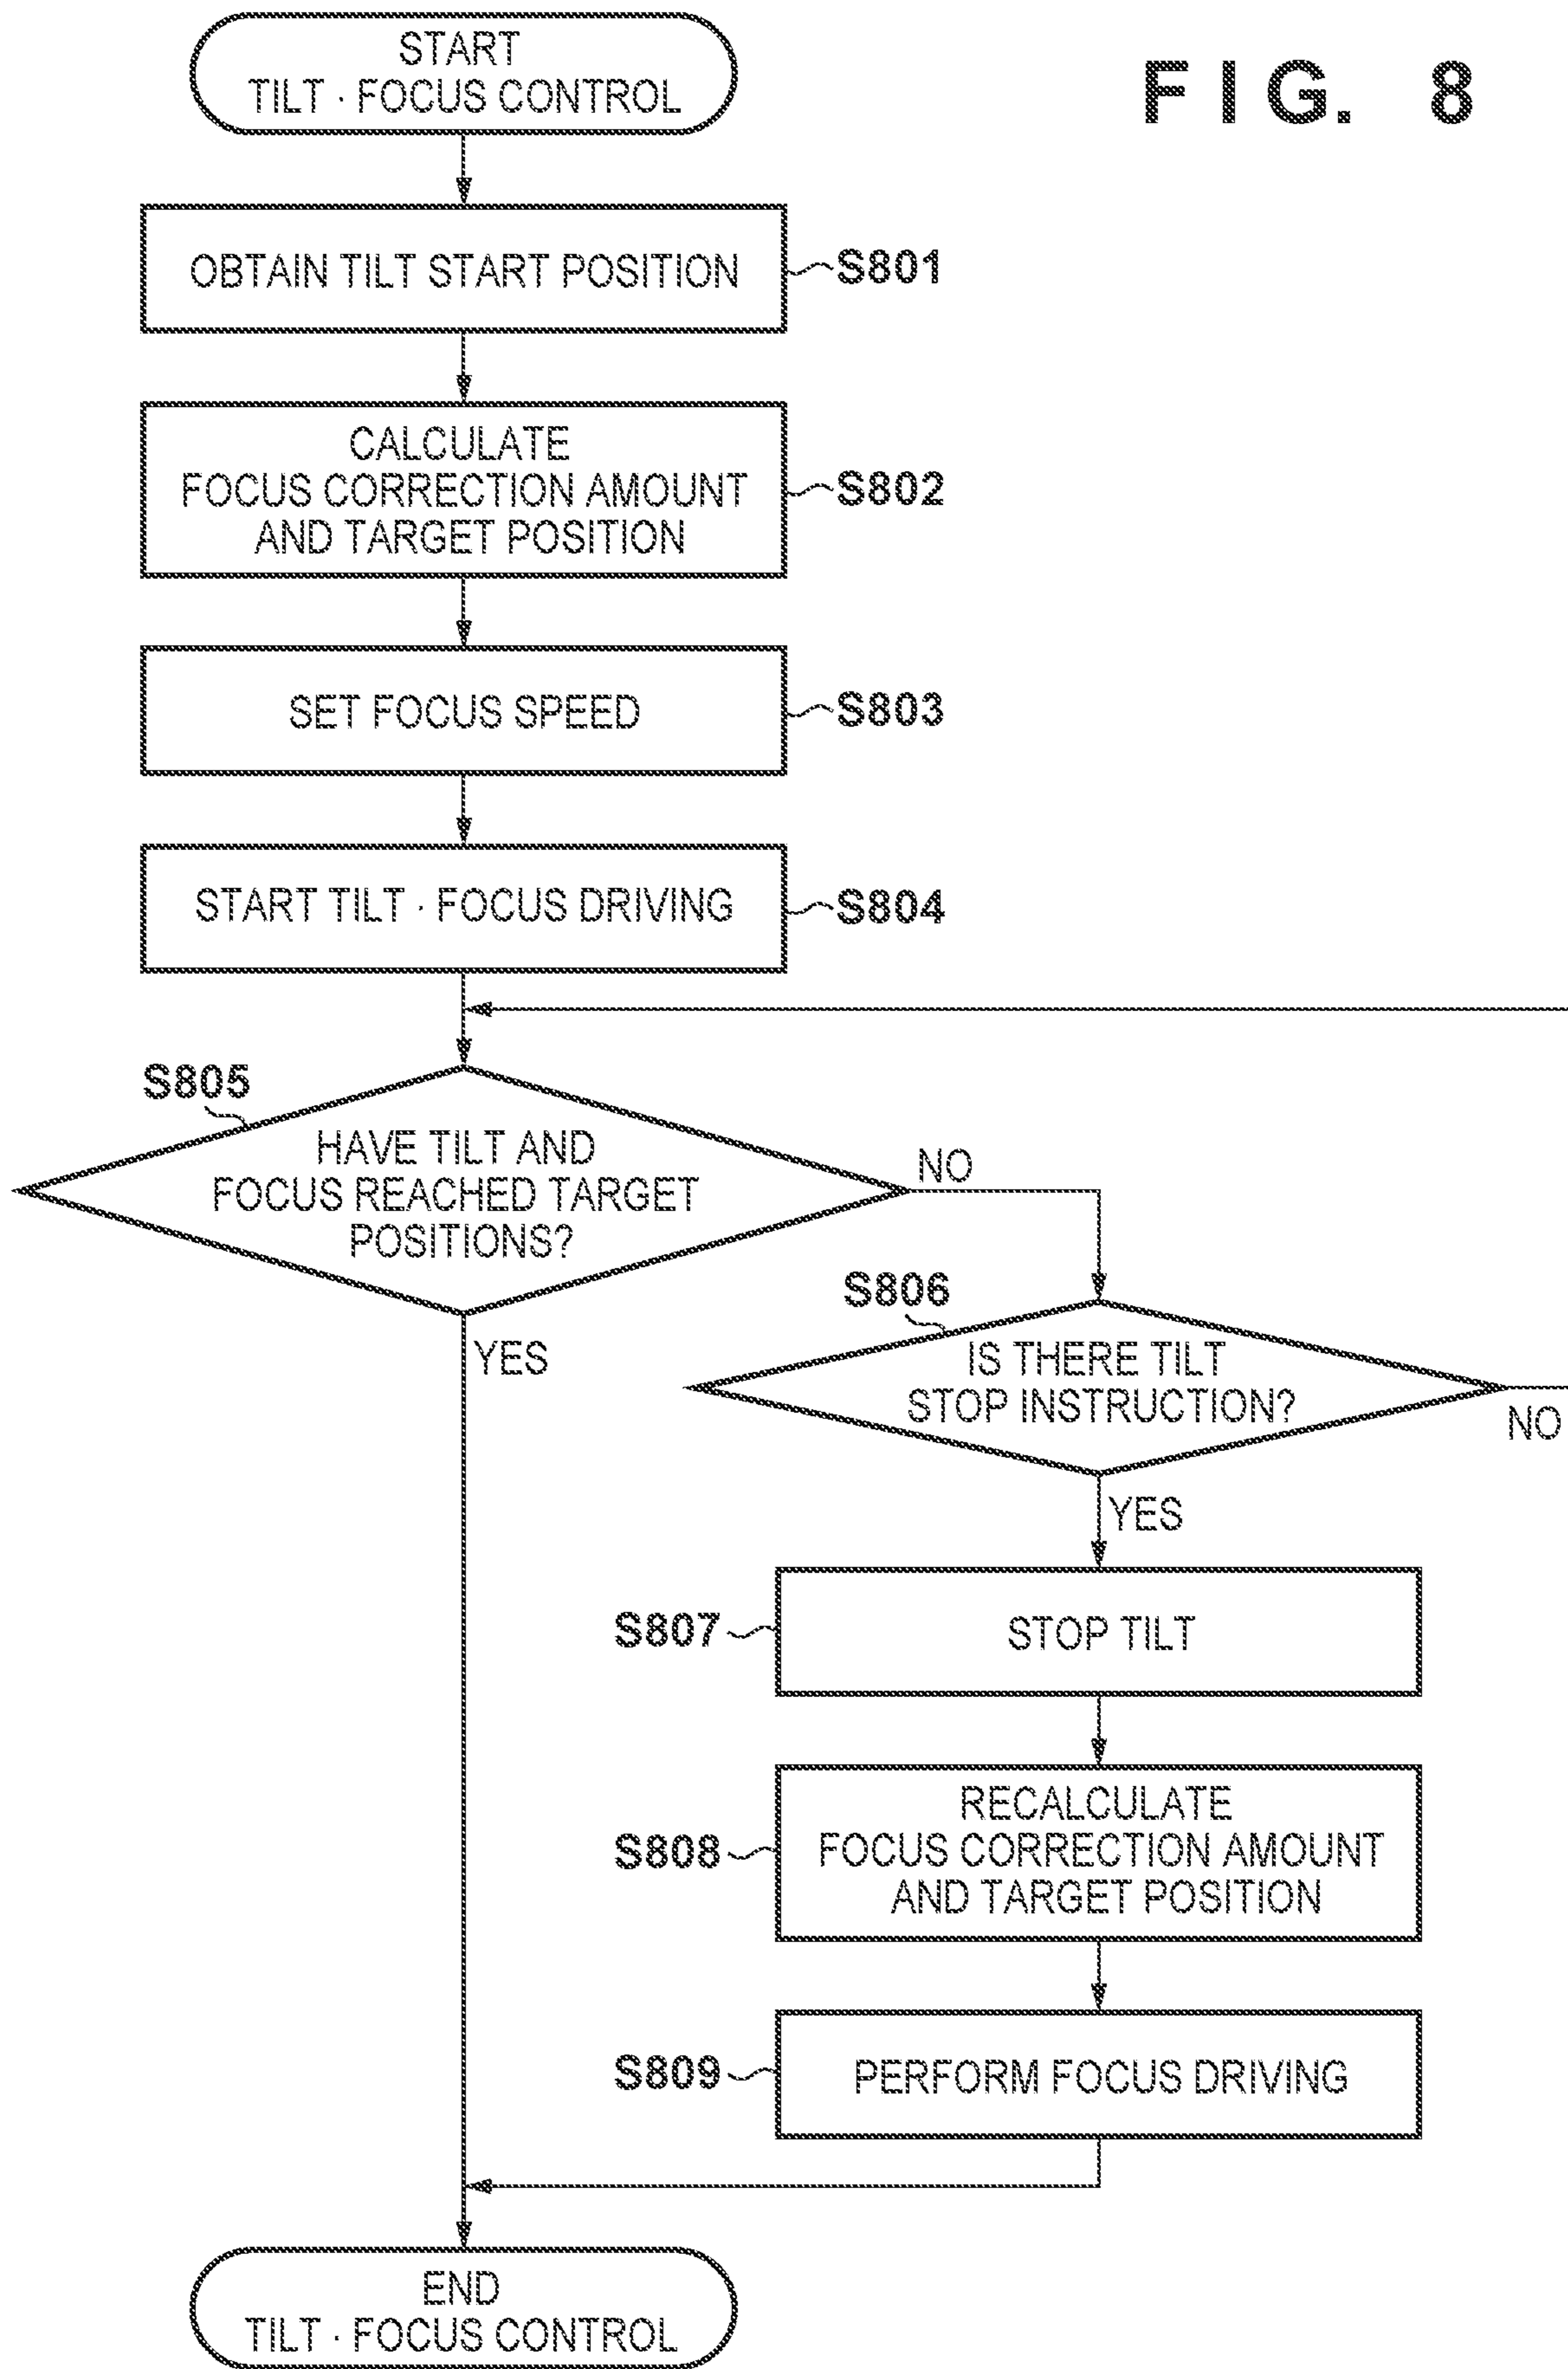 FIG. 8
START
TILT · FOCUS CONTROL
OBTAIN TILT START POSITION
S801
CALCULATE
FOCUS CORRECTION AMOUNT
AND TARGET POSITION
S802
SET FOCUS SPEED
S803
START TILT · FOCUS DRIVING
S804
S805
HAVE TILT AND
FOCUS REACHED TARGET
POSITIONS?
NO
YES
S806
IS THERE TILT
STOP INSTRUCTION?
NO
YES
S807
STOP TILT
S808
RECALCULATE
FOCUS CORRECTION AMOUNT
AND TARGET POSITION
S809
PERFORM FOCUS DRIVING
END
TILT · FOCUS CONTROL